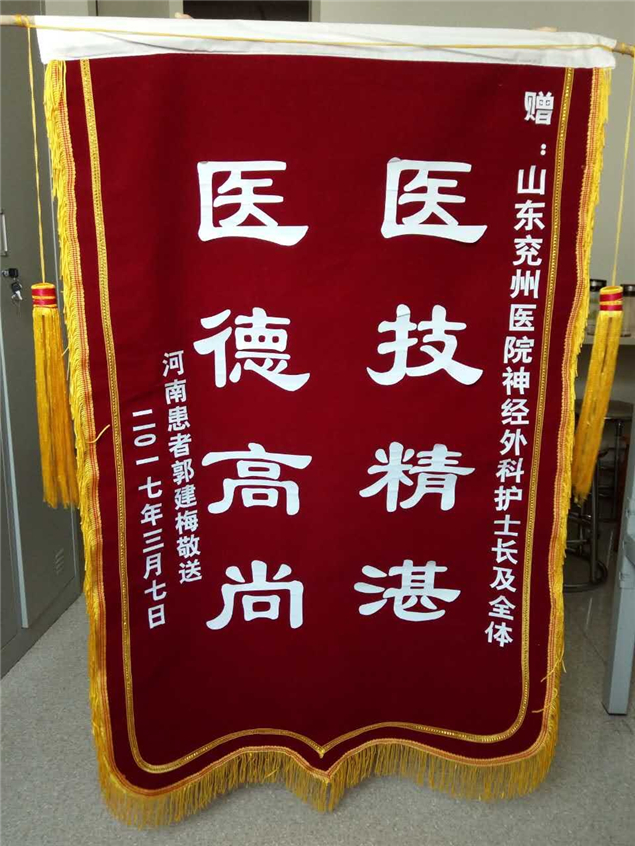 赠：山东兖州医院神经外科护士长及全体
医技精湛
医德高尚
河南患者郭建梅敬送
二〇一七年三月七日